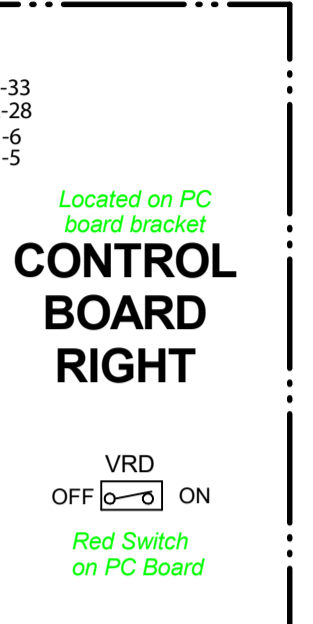 -33
-28
-6
-5
Located on PC
board bracket
CONTROL
BOARD
RIGHT
VRD
OFF ON
Red Switch
on PC Board